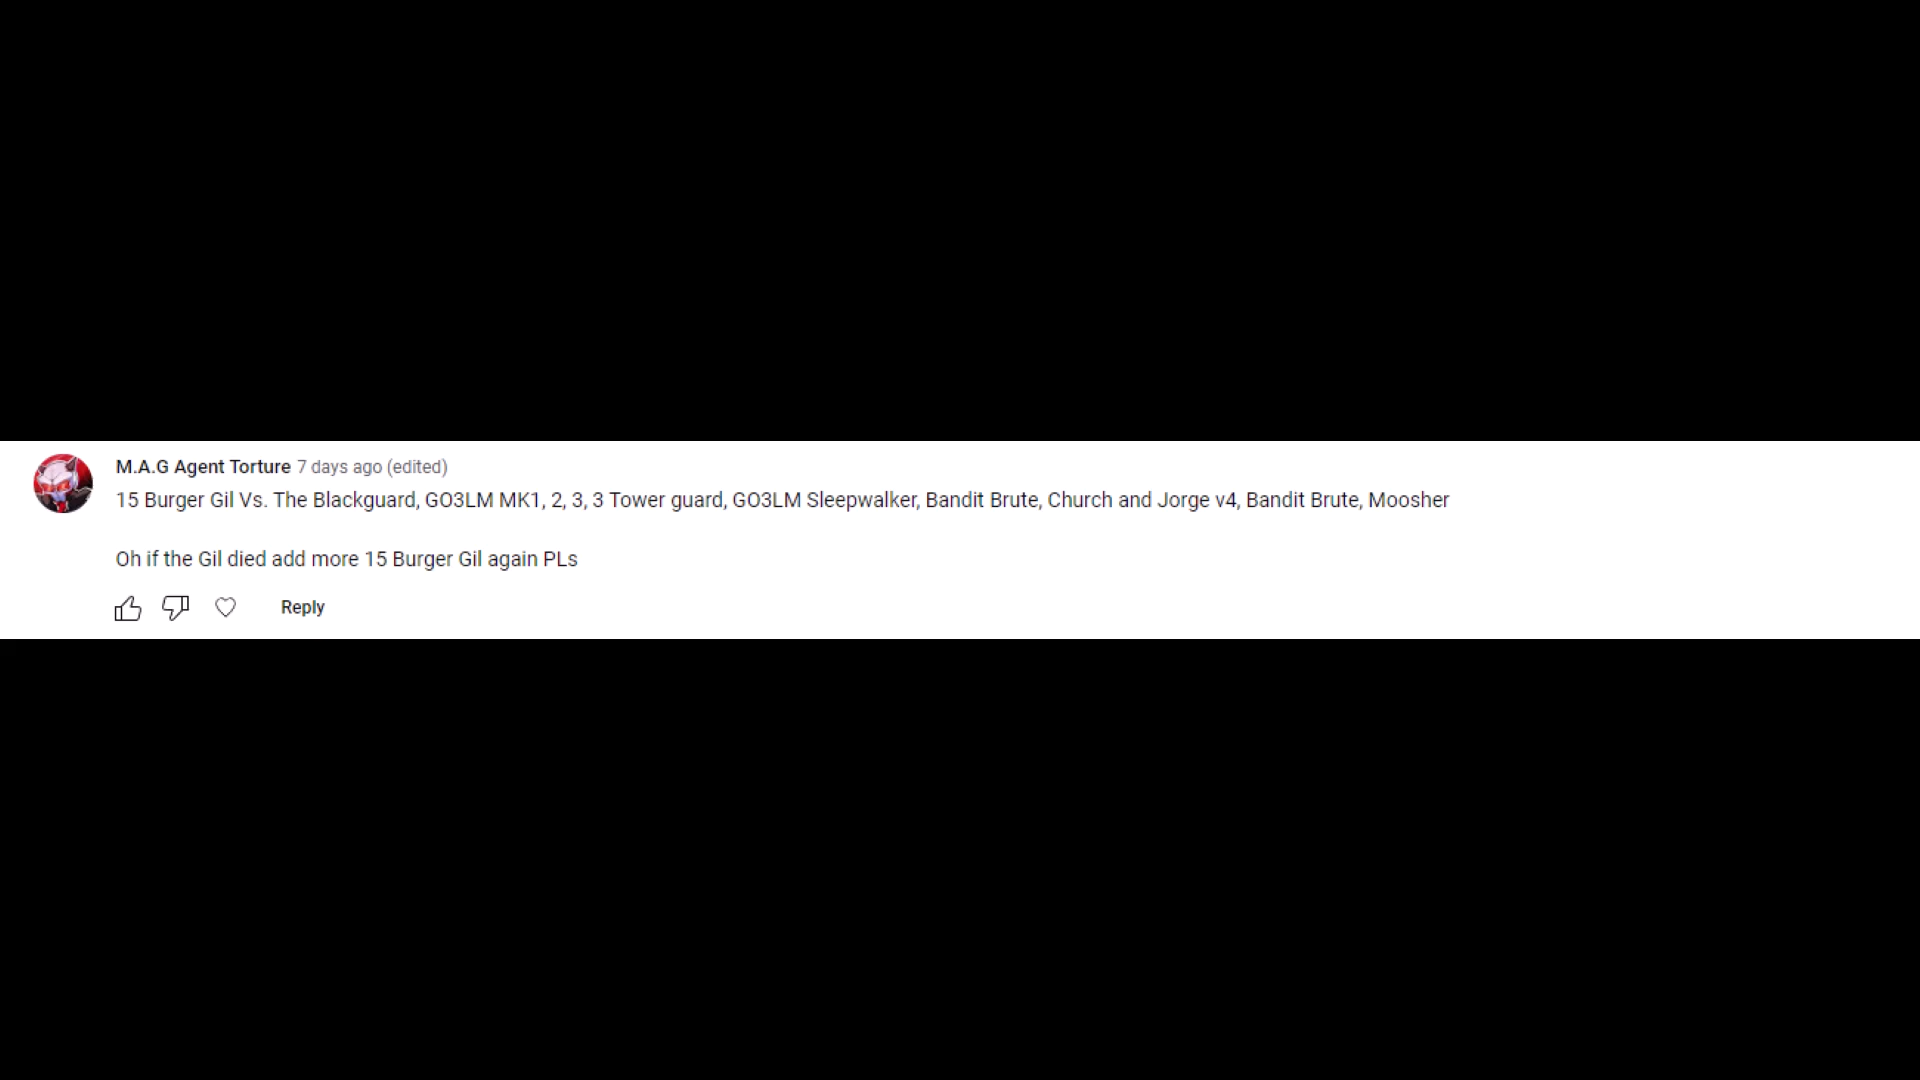 M.A.G Agent Torture 7 days ago (edited)
15 Burger Gil Vs. The Blackguard, GO3LM MK1, 2, 3, 3 Tower guard, GO3LM Sleepwalker, Bandit Brute, Church and Jorge v4, Bandit Brute, Moosher
Oh if the Gil died add more 15 Burger Gil again PLs
Reply